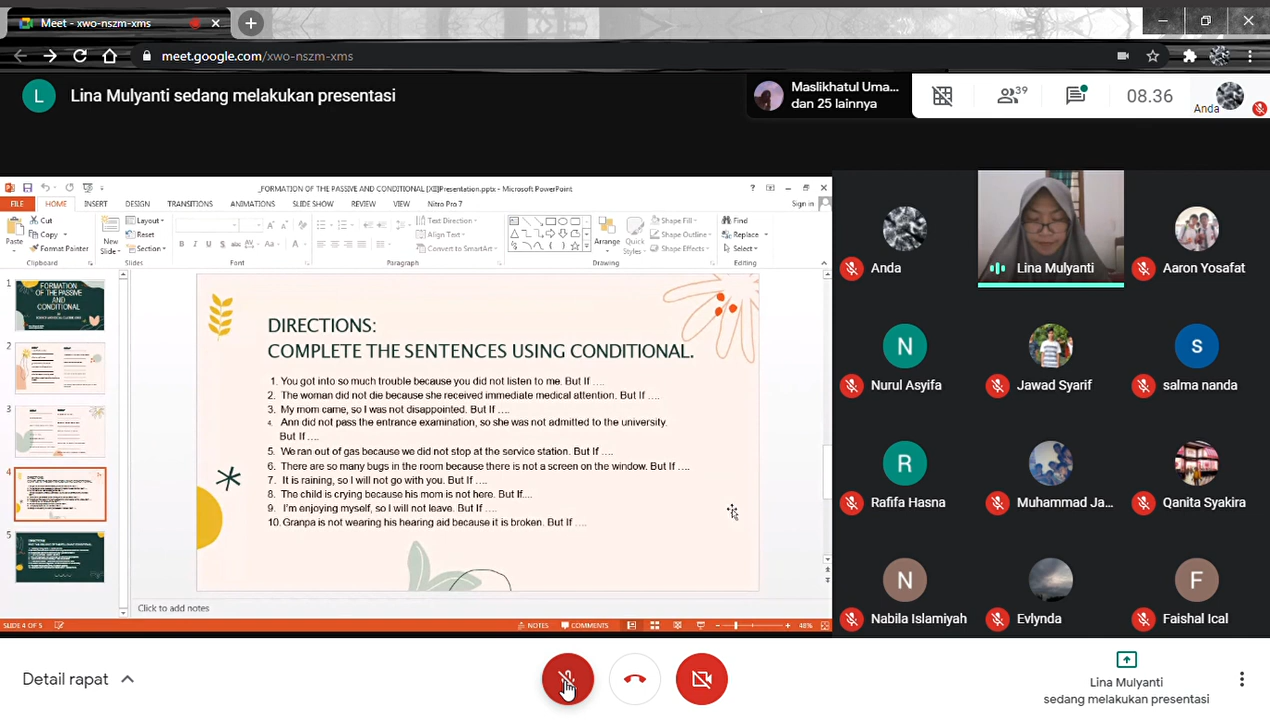 Meet - xwo-nszm-xms
meet.google.com/xwo-nszm-xms
L
Lina Mulyanti sedang melakukan presentasi
Maslikhatul Uma...
dan 25 lainnya
39
08.36
Anda
_FORMATION OF THE PASSIVE AND CONDITIONAL [XI]Presentation.pptx - Microsoft PowerPoint
FILE HOME INSERT DESIGN TRANSITIONS ANIMATIONS SLIDE SHOW REVIEW VIEW Nitro Pro 7
Sign in
Paste
Cut
Copy
Format Painter
Clipboard
New
Slide
Layout
Reset
Section
Slides
Font
Text Direction
Align Text
Convert to SmartArt
Paragraph
Arrange
Quick
Styles
Shape Fill
Shape Outline
Shape Effects
Drawing
Find
Replace
Select
Editing
1
FORMATION
OF THE PASSIVE
AND
CONDITIONAL
2
3
4
5
DIRECTIONS:
COMPLETE THE SENTENCES USING CONDITIONAL.
1. You got into so much trouble because you did not listen to me. But If ....
2. The woman did not die because she received immediate medical attention. But If ....
3. My mom came, so I was not disappointed. But If ....
4. Ann did not pass the entrance examination, so she was not admitted to the university.
But If ....
5. We ran out of gas because we did not stop at the service station. But If ....
6. There are so many bugs in the room because there is not a screen on the window. But If ....
7. It is raining, so I will not go with you. But If ....
8. The child is crying because his mom is not here. But If....
9. I'm enjoying myself, so I will not leave. But If ....
10. Granpa is not wearing his hearing aid because it is broken. But If ....
Click to add notes
SLIDE 4 OF 5
NOTES
COMMENTS
48%
Anda
Lina Mulyanti
Aaron Yosafat
N
Nurul Asyifa
Jawad Syarif
s
salma nanda
R
Rafifa Hasna
Muhammad Ja...
Qanita Syakira
N
Nabila Islamiyah
Evlynda
F
Faishal Ical
Detail rapat
Lina Mulyanti
sedang melakukan presentasi